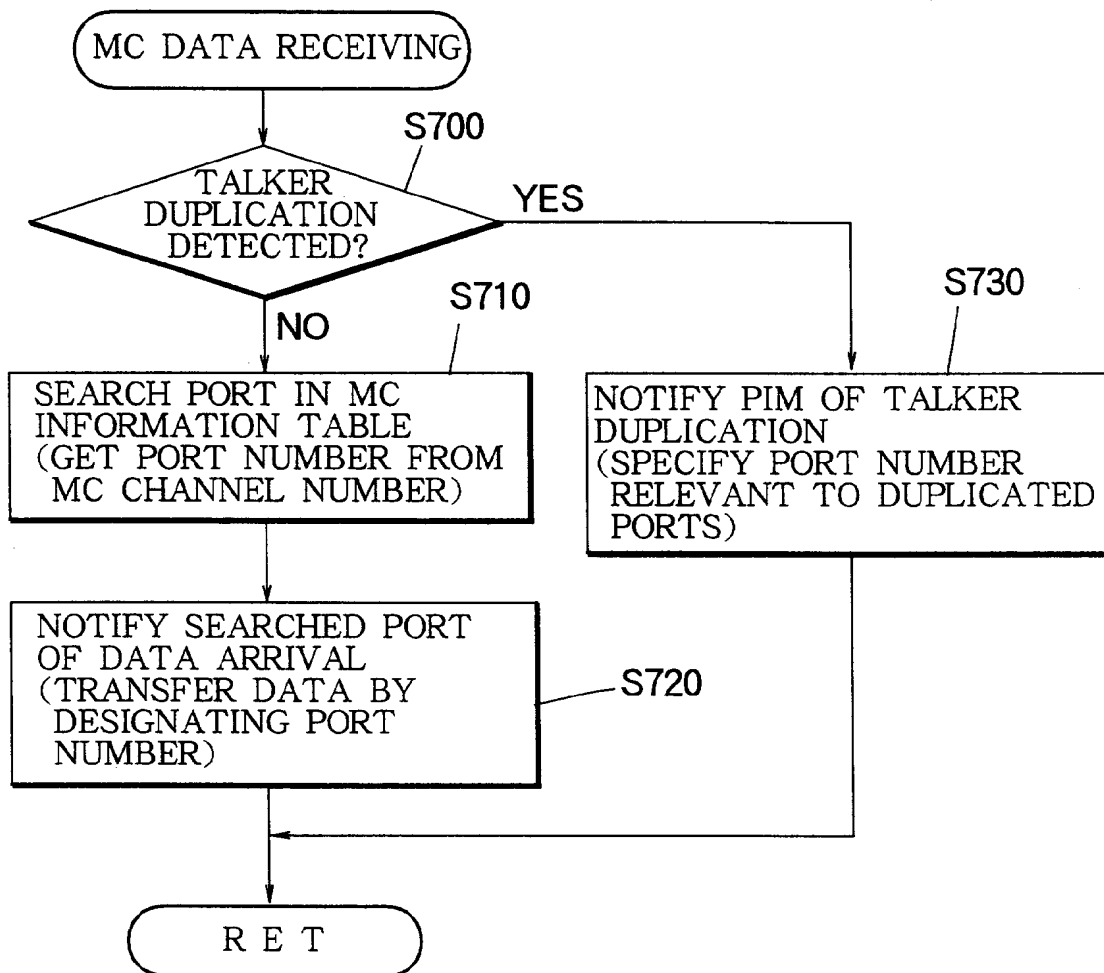 MC DATA RECEIVING
S700
TALKER
DUPLICATION
DETECTED?
YES
NO
S710
SEARCH PORT IN MC
INFORMATION TABLE
(GET PORT NUMBER FROM
MC CHANNEL NUMBER)
S730
NOTIFY PIM OF TALKER
DUPLICATION
(SPECIFY PORT NUMBER
RELEVANT TO DUPLICATED
PORTS)
NOTIFY SEARCHED PORT
OF DATA ARRIVAL
(TRANSFER DATA BY
DESIGNATING PORT
NUMBER)
S720
R E T